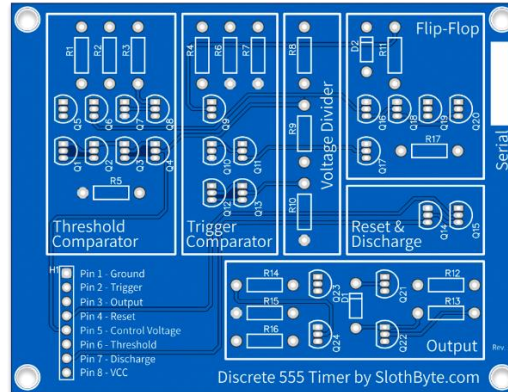 R1
R2
R3
R4
R6
R7
R8
D2
R11
Flip-Flop
Q5
Q6
Q7
Q8
Q9
R9
Q16
Q18
Q19
Q20
Voltage Divider
Serial
Q1
Q2
Q3
Q4
Q10
Q11
Q17
R17
R5
Q12
Q13
R10
Q14
Q15
Threshold
Comparator
Trigger
Comparator
Reset &
Discharge
H1
Pin 1 - Ground
Pin 2 - Trigger
Pin 3 - Output
Pin 4 - Reset
Pin 5 - Control Voltage
Pin 6 - Threshold
Pin 7 - Discharge
Pin 8 - VCC
R14
Q23
D1
Q21
R12
R15
R13
R16
Q24
Q22
Output
Rev.
Discrete 555 Timer by SlothByte.com